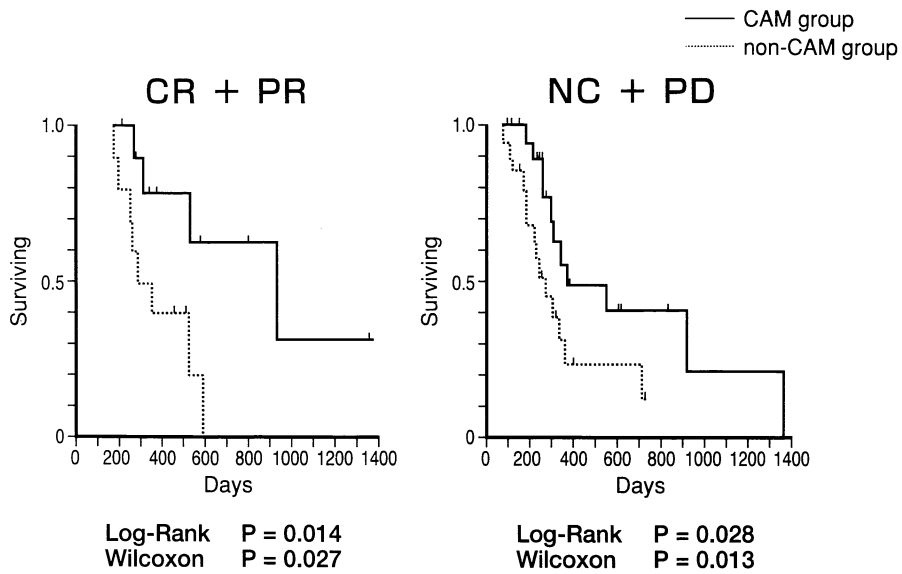 CAM group
non-CAM group
CR + PR
NC + PD
1.0
0.5
0
Surviving
0 200 400 600 800 1000 1200 1400
Days
Log-Rank P = 0.014
Wilcoxon P = 0.027
1.0
0.5
0
Surviving
0 200 400 600 800 1000 1200 1400
Days
Log-Rank P = 0.028
Wilcoxon P = 0.013